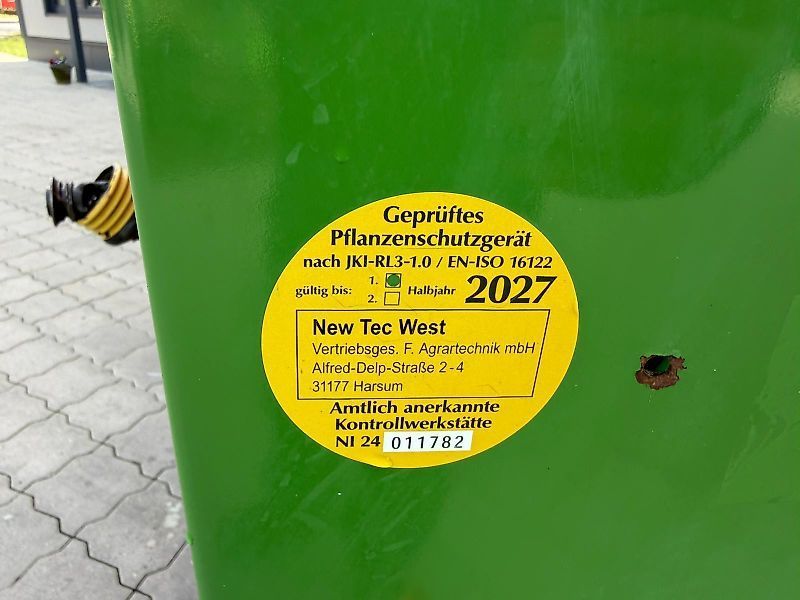 Geprüftes
Pflanzenschutzgerät
nach JKI-RL3-1.0 / EN-ISO 16122
gültig bis: 1. 2. Halbjahr 2027
New Tec West
Vertriebsges. F. Agrartechnik mbH
Alfred-Delp-Straße 2-4
31177 Harsum
Amtlich anerkannte
Kontrollwerkstätte
NI 24 011782